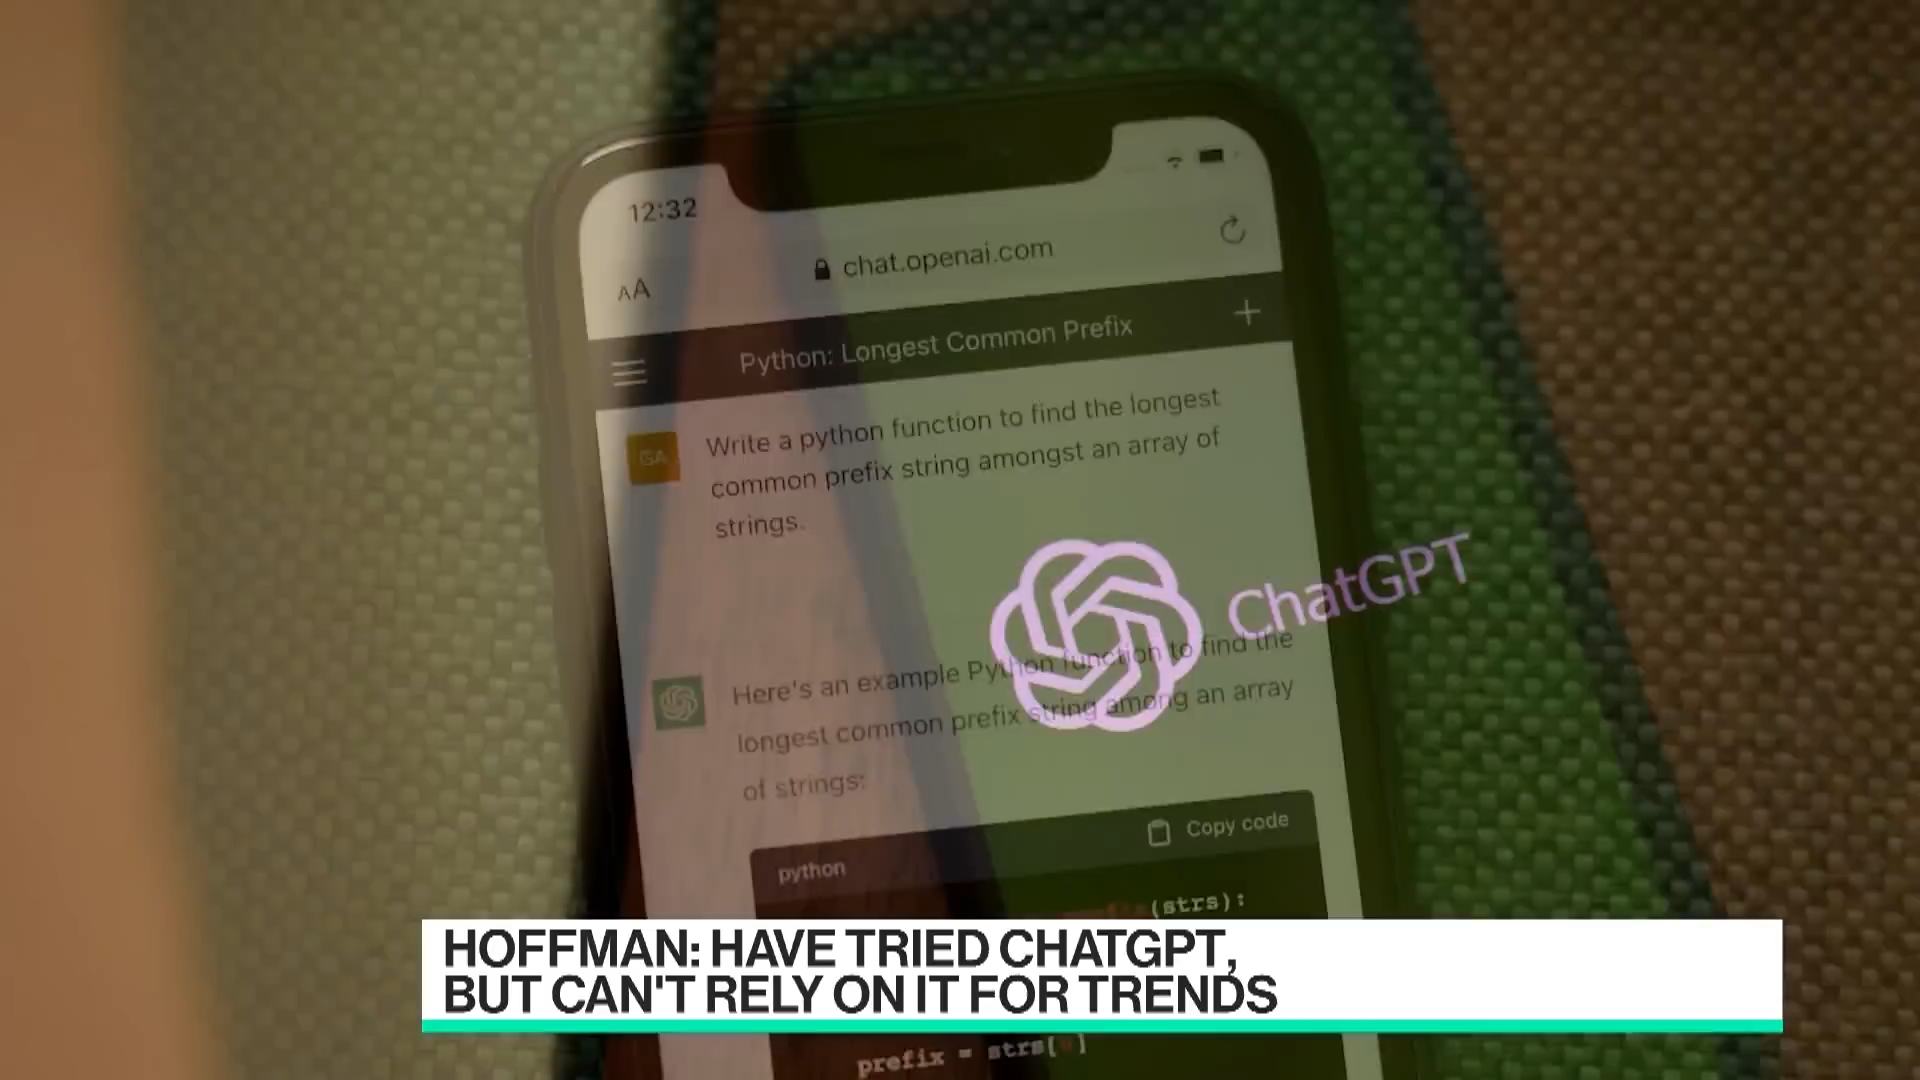 12:32
AA
chat.openai.com
Python: Longest Common Prefix
GA
Write a python function to find the longest
common prefix string amongst an array of
strings.
ChatGPT
Here's an example Python function to find the
longest common prefix string among an array
of strings:
python
Copy code
(strs):
HOFFMAN: HAVE TRIED CHATGPT,
BUT CAN'T RELY ON IT FOR TRENDS
prefix = strs[0]